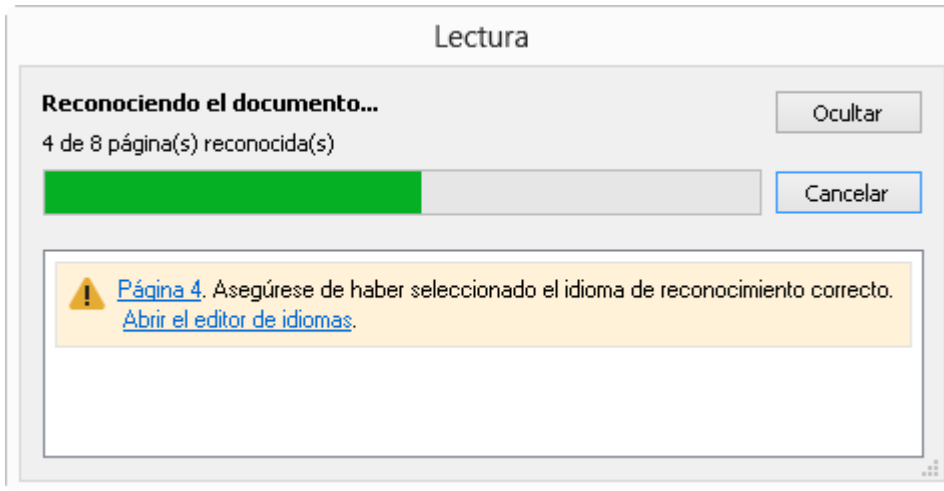 Lectura
Reconociendo el documento...
Ocultar
4 de 8 página(s) reconocida(s)
Cancelar
Página 4. Asegúrese de haber seleccionado el idioma de reconocimiento correcto.
Abrir el editor de idiomas.